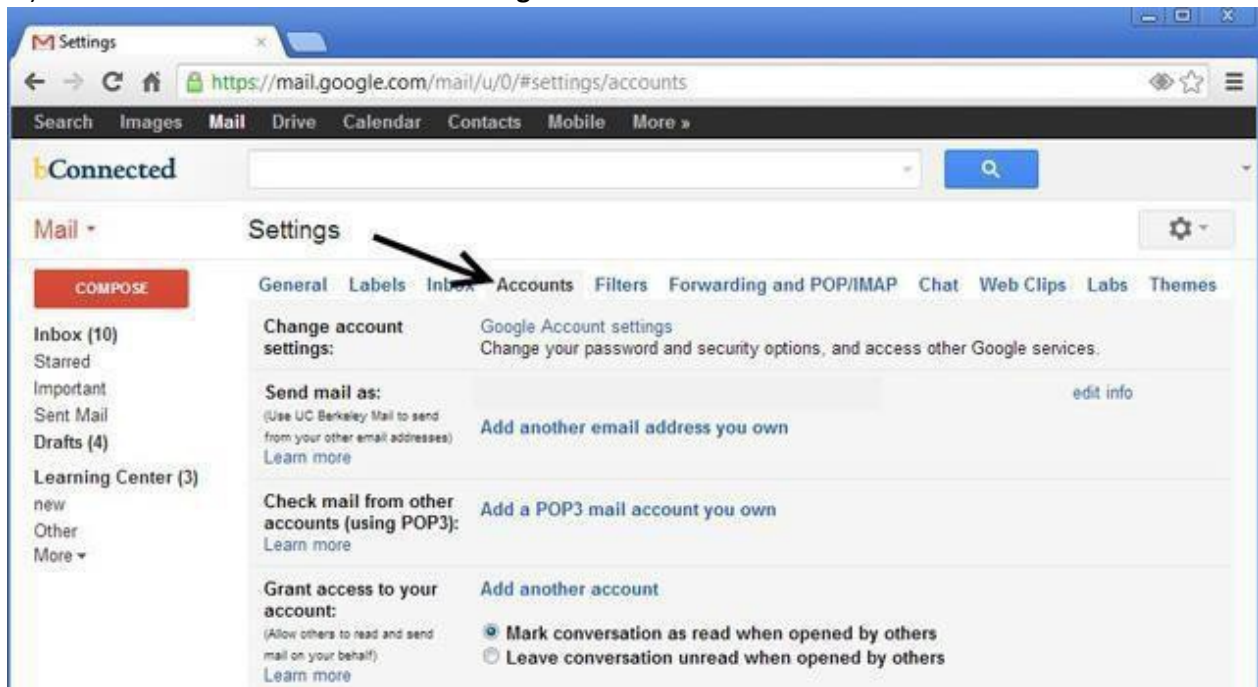 Settings
https://mail.google.com/mail/u/0/#settings/accounts
Search Images Mail Drive Calendar Contacts Mobile More »
bConnected
Mail
Settings
COMPOSE
General Labels Inbox Accounts Filters Forwarding and POP/IMAP Chat Web Clips Labs Themes
Inbox (10)
Starred
Important
Sent Mail
Drafts (4)
Learning Center (3)
new
Other
More
Change account
settings:
Google Account settings
Change your password and security options, and access other Google services.
Send mail as:
(Use UC Berkeley Mail to send
from your other email addresses)
Learn more
edit info
Add another email address you own
Check mail from other
accounts (using POP3):
Learn more
Add a POP3 mail account you own
Grant access to your
account:
(Allow others to read and send
mail on your behalf)
Learn more
Add another account
Mark conversation as read when opened by others
Leave conversation unread when opened by others